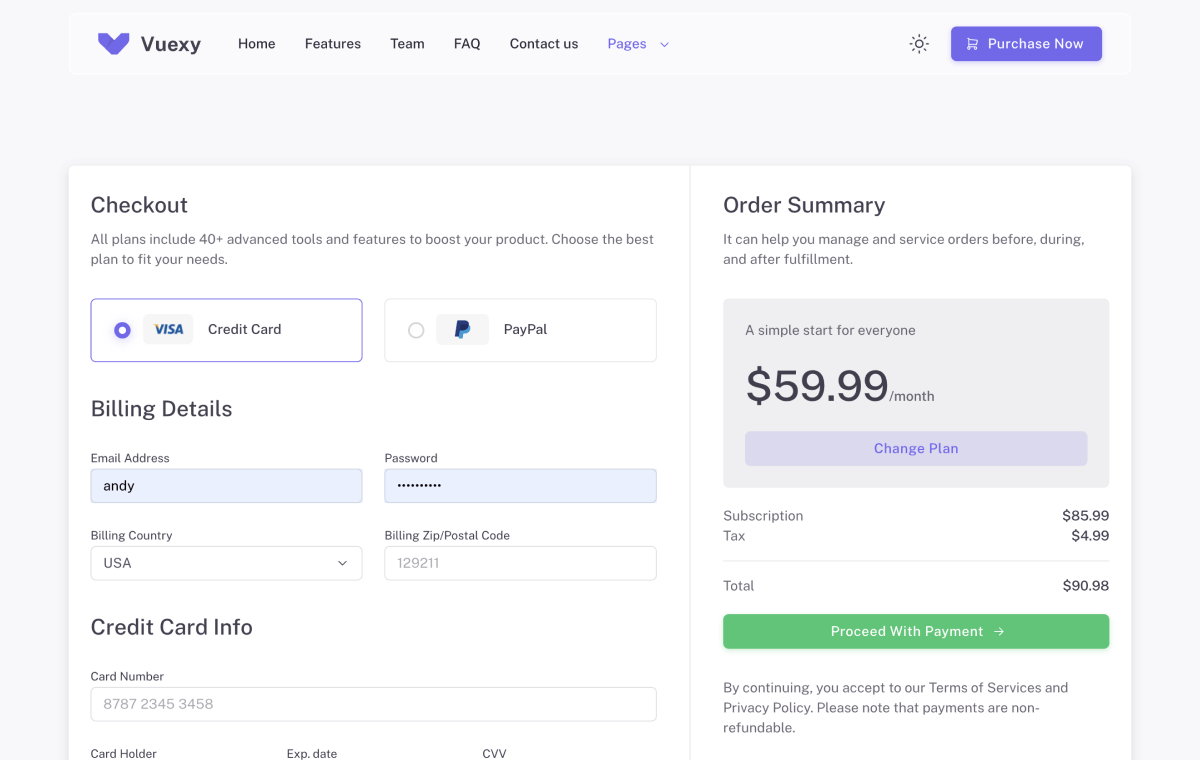 Vuexy Home Features Team FAQ Contact us Pages Purchase Now
Checkout
All plans include 40+ advanced tools and features to boost your product. Choose the best
plan to fit your needs.
VISA Credit Card PayPal
Billing Details
Email Address Password
andy ••••••••••
Billing Country Billing Zip/Postal Code
USA 129211
Credit Card Info
Card Number
8787 2345 3458
Card Holder Exp. date CVV
Order Summary
It can help you manage and service orders before, during,
and after fulfillment.
A simple start for everyone
$59.99/month
Change Plan
Subscription $85.99
Tax $4.99
Total $90.98
Proceed With Payment →
By continuing, you accept to our Terms of Services and
Privacy Policy. Please note that payments are non-
refundable.